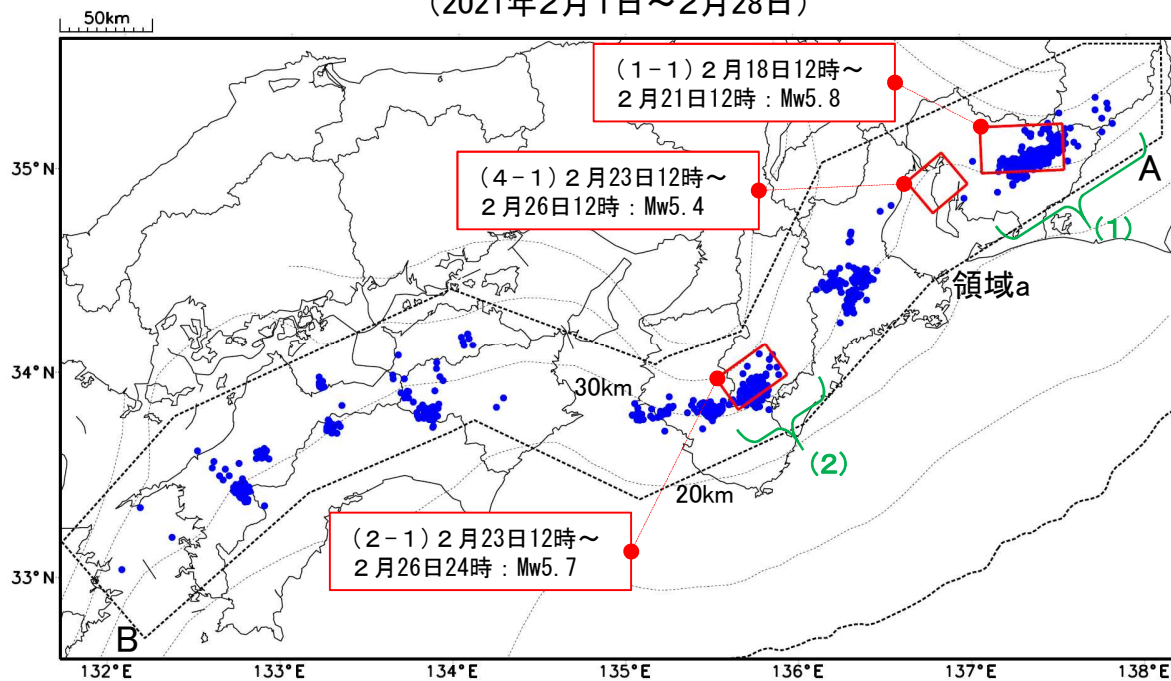 (2021年2月1日～2月28日)
50km
(1-1)2月18日12時～
2月21日12時:Mw5.8
(4-1)2月23日12時～
2月26日12時:Mw5.4
35°N
A
(1)
領域a
34°N
30km
(2)
20km
(2-1)2月23日12時～
2月26日24時:Mw5.7
33°N
B
132°E 133°E 134°E 135°E 136°E 137°E 138°E